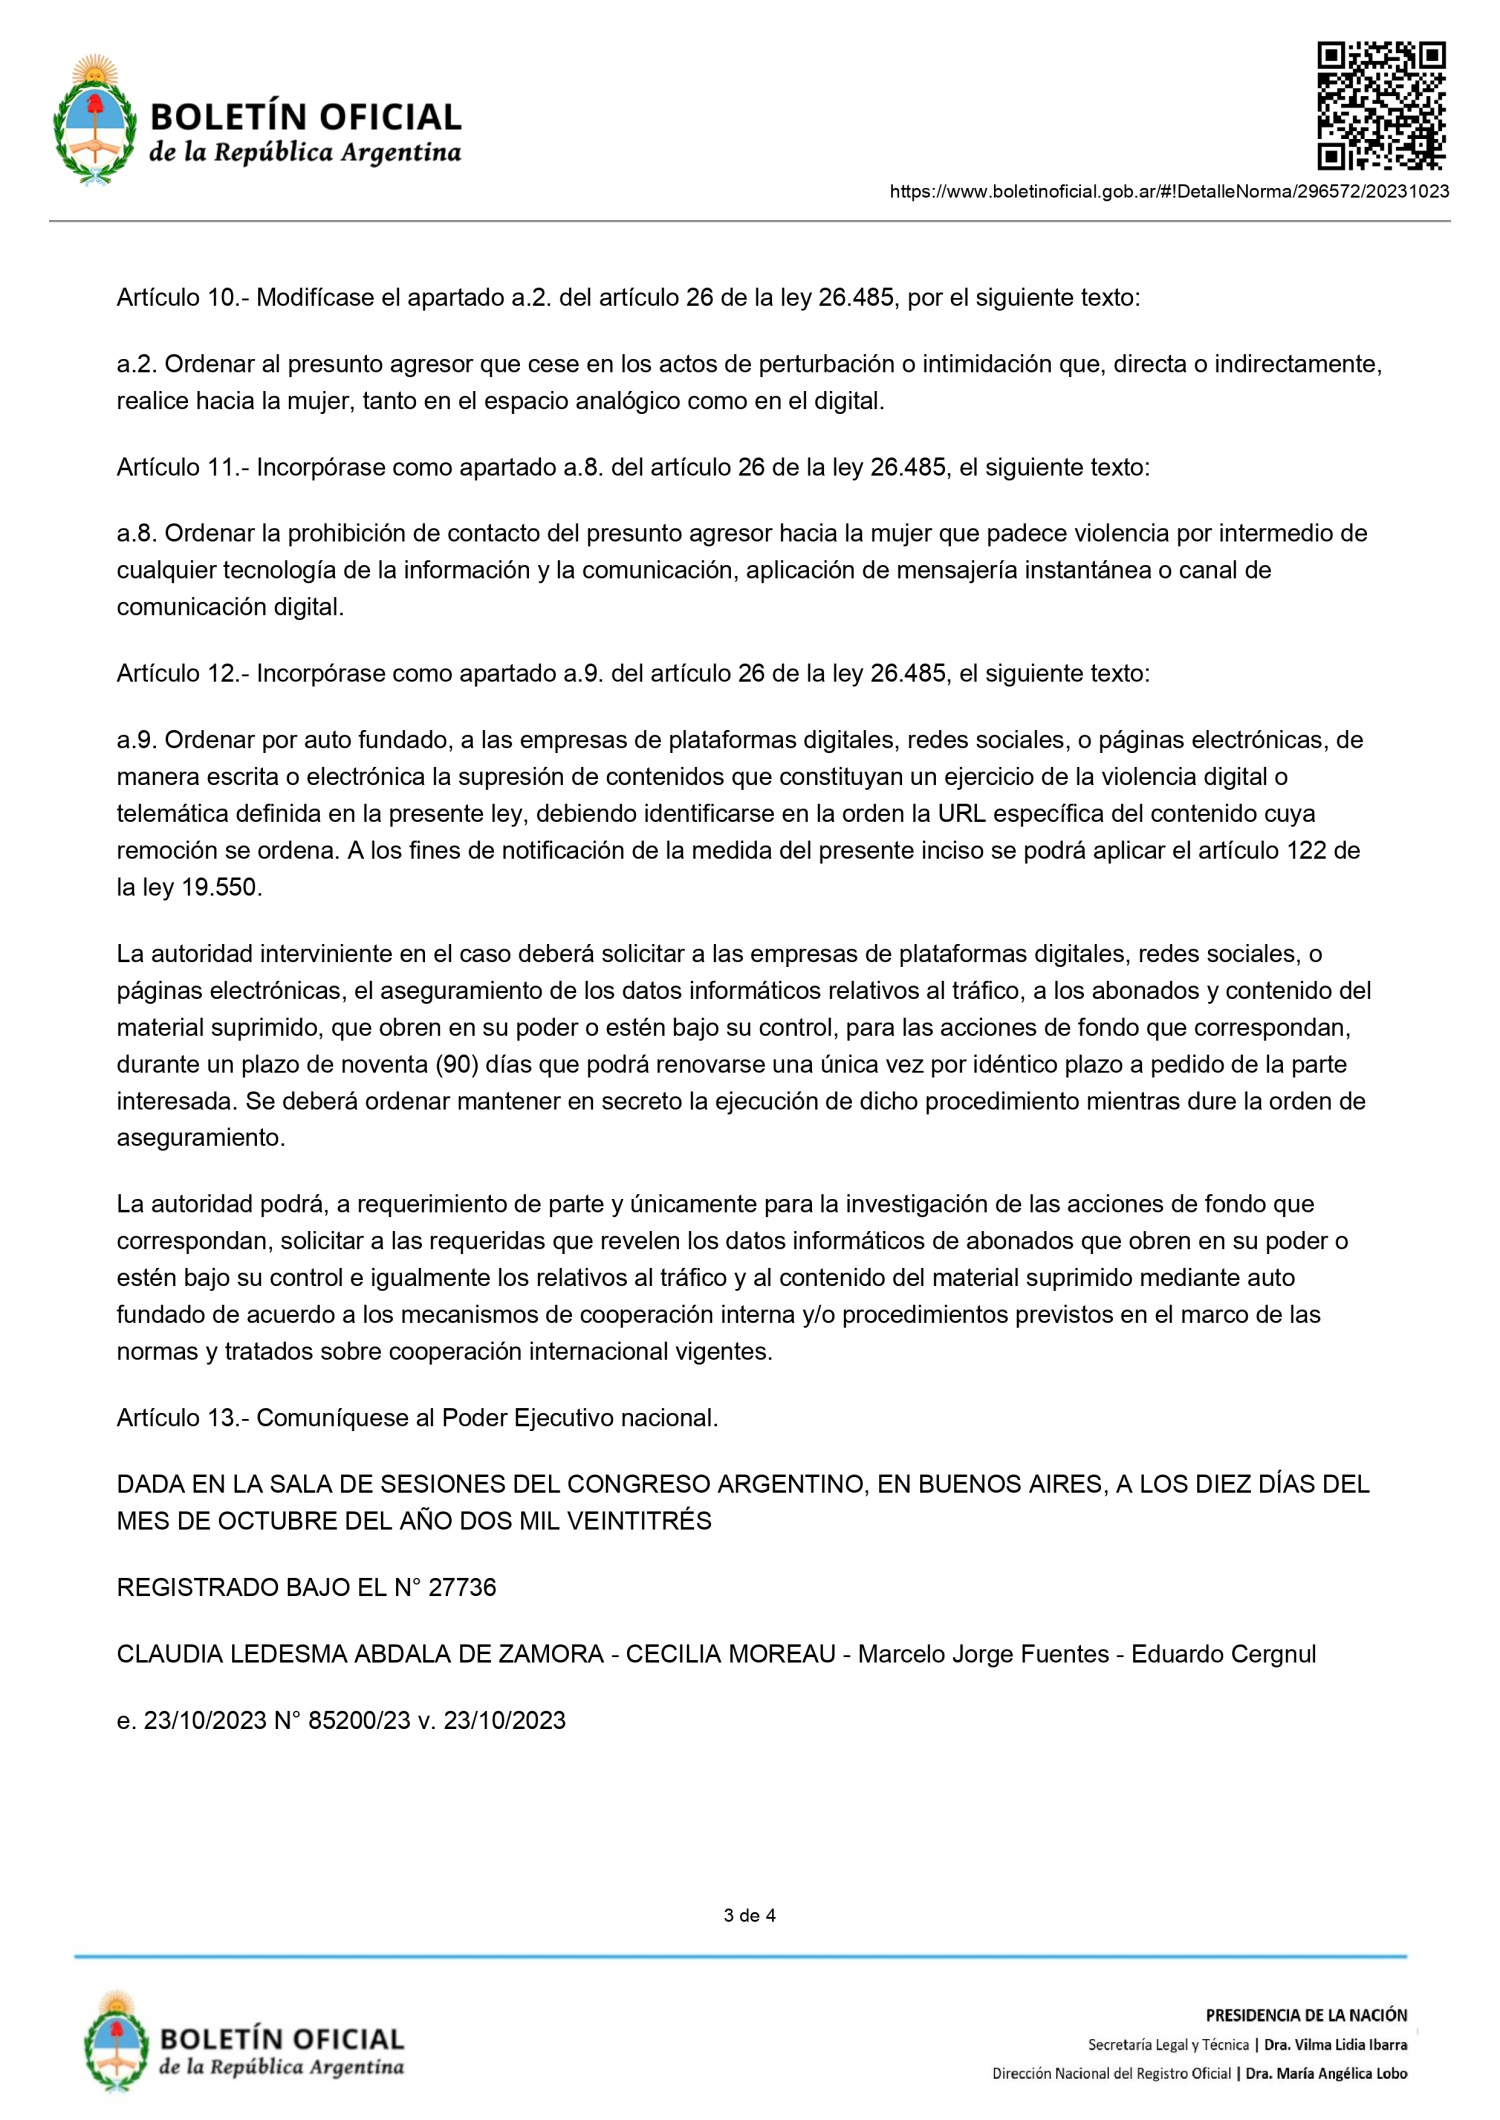 BOLETÍN OFICIAL
de la República Argentina
https://www.boletinoficial.gob.ar/#!DetalleNorma/296572/20231023
Artículo 10.- Modifícase el apartado a.2. del artículo 26 de la ley 26.485, por el siguiente texto:
a.2. Ordenar al presunto agresor que cese en los actos de perturbación o intimidación que, directa o indirectamente,
realice hacia la mujer, tanto en el espacio analógico como en el digital.
Artículo 11.- Incorpórase como apartado a.8. del artículo 26 de la ley 26.485, el siguiente texto:
a.8. Ordenar la prohibición de contacto del presunto agresor hacia la mujer que padece violencia por intermedio de
cualquier tecnología de la información y la comunicación, aplicación de mensajería instantánea o canal de
comunicación digital.
Artículo 12.- Incorpórase como apartado a.9. del artículo 26 de la ley 26.485, el siguiente texto:
a.9. Ordenar por auto fundado, a las empresas de plataformas digitales, redes sociales, o páginas electrónicas, de
manera escrita o electrónica la supresión de contenidos que constituyan un ejercicio de la violencia digital o
telemática definida en la presente ley, debiendo identificarse en la orden la URL específica del contenido cuya
remoción se ordena. A los fines de notificación de la medida del presente inciso se podrá aplicar el artículo 122 de
la ley 19.550.
La autoridad interviniente en el caso deberá solicitar a las empresas de plataformas digitales, redes sociales, o
páginas electrónicas, el aseguramiento de los datos informáticos relativos al tráfico, a los abonados y contenido del
material suprimido, que obren en su poder o estén bajo su control, para las acciones de fondo que correspondan,
durante un plazo de noventa (90) días que podrá renovarse una única vez por idéntico plazo a pedido de la parte
interesada. Se deberá ordenar mantener en secreto la ejecución de dicho procedimiento mientras dure la orden de
aseguramiento.
La autoridad podrá, a requerimiento de parte y únicamente para la investigación de las acciones de fondo que
correspondan, solicitar a las requeridas que revelen los datos informáticos de abonados que obren en su poder o
estén bajo su control e igualmente los relativos al tráfico y al contenido del material suprimido mediante auto
fundado de acuerdo a los mecanismos de cooperación interna y/o procedimientos previstos en el marco de las
normas y tratados sobre cooperación internacional vigentes.
Artículo 13.- Comuníquese al Poder Ejecutivo nacional.
DADA EN LA SALA DE SESIONES DEL CONGRESO ARGENTINO, EN BUENOS AIRES, A LOS DIEZ DÍAS DEL
MES DE OCTUBRE DEL AÑO DOS MIL VEINTITRÉS
REGISTRADO BAJO EL N° 27736
CLAUDIA LEDESMA ABDALA DE ZAMORA - CECILIA MOREAU - Marcelo Jorge Fuentes - Eduardo Cergnul
e. 23/10/2023 N° 85200/23 v. 23/10/2023
3 de 4
BOLETÍN OFICIAL
de la República Argentina
PRESIDENCIA DE LA NACIÓN
Secretaría Legal y Técnica | Dra. Vilma Lidia Ibarra
Dirección Nacional del Registro Oficial | Dra. María Angélica Lobo